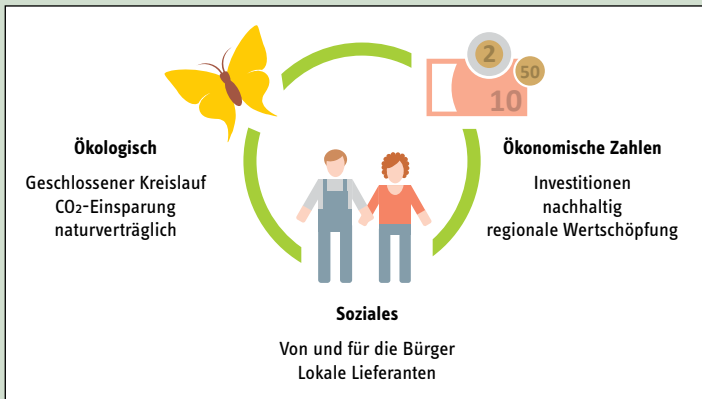 2
50
10
Ökologisch
Geschlossener Kreislauf
CO₂-Einsparung
naturverträglich
Ökonomische Zahlen
Investitionen
nachhaltig
regionale Wertschöpfung
Soziales
Von und für die Bürger
Lokale Lieferanten